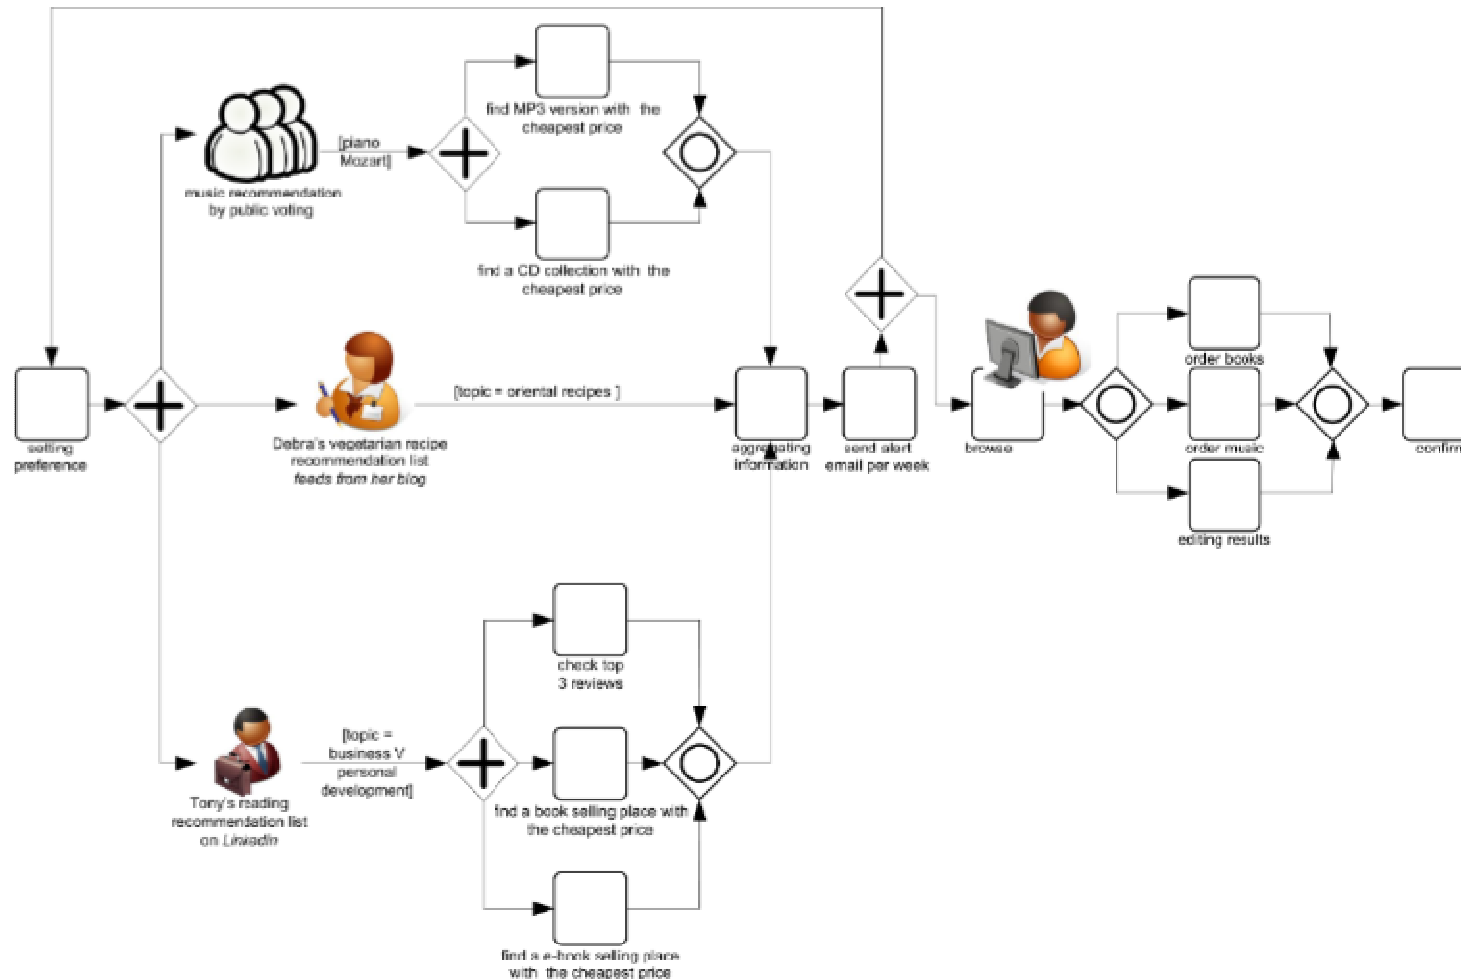 find MP3 version with the
cheapest price
[piano
Mozart]
music recommendation
by public voting
find a CD collection with the
cheapest price
order books
[topic = oriental recipes ]
setting
preference
Debra's vegetarian recipe
recommendation list
feeds from her blog
aggregating
information
send alert
email per week
browse
order music
confirm
editing results
check top
3 reviews
[topic =
business V
personal
development]
Tony's reading
recommendation list
on LinkedIn
find a book selling place with
the cheapest price
find a e-book selling place
with the cheapest price